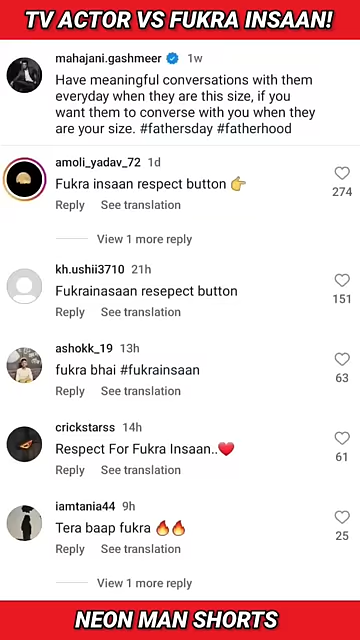 TV ACTOR VS FUKRA INSAAN!
mahajani.gashmeer 1w
Have meaningful conversations with them
everyday when they are this size, if you
want them to converse with you when they
are your size. #fathersday #fatherhood
amoli_yadav_72 1d
Fukra insaan respect button 👉
274
Reply See translation
View 1 more reply
kh.ushii3710 21h
Fukrainasaan resepect button
151
Reply See translation
ashokk_19 13h
fukra bhai #fukrainsaan
63
Reply See translation
crickstarss 14h
Respect For Fukra Insaan..❤️
61
Reply See translation
iamtania44 9h
Tera baap fukra 🔥🔥
25
Reply See translation
View 1 more reply
NEON MAN SHORTS